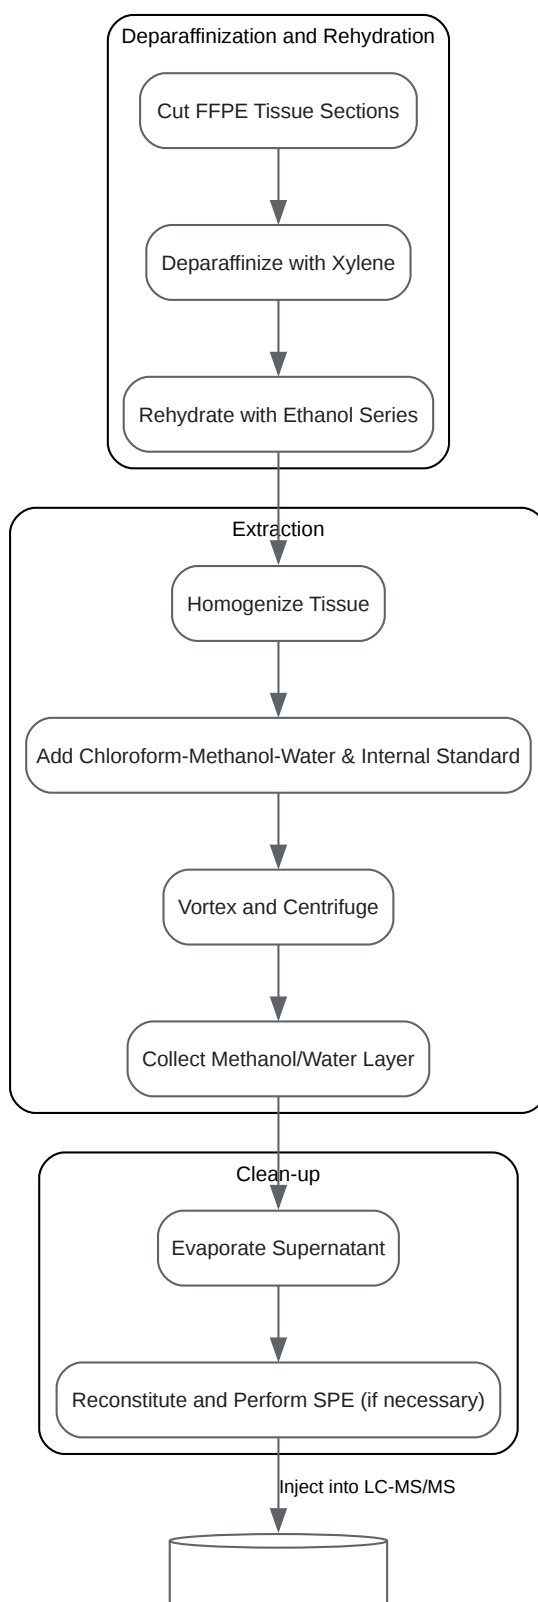 Deparaffinization and Rehydration
Cut FFPE Tissue Sections
Deparaffinize with Xylene
Rehydrate with Ethanol Series
Extraction
Homogenize Tissue
Add Chloroform-Methanol-Water & Internal Standard
Vortex and Centrifuge
Collect Methanol/Water Layer
Clean-up
Evaporate Supernatant
Reconstitute and Perform SPE (if necessary)
Inject into LC-MS/MS